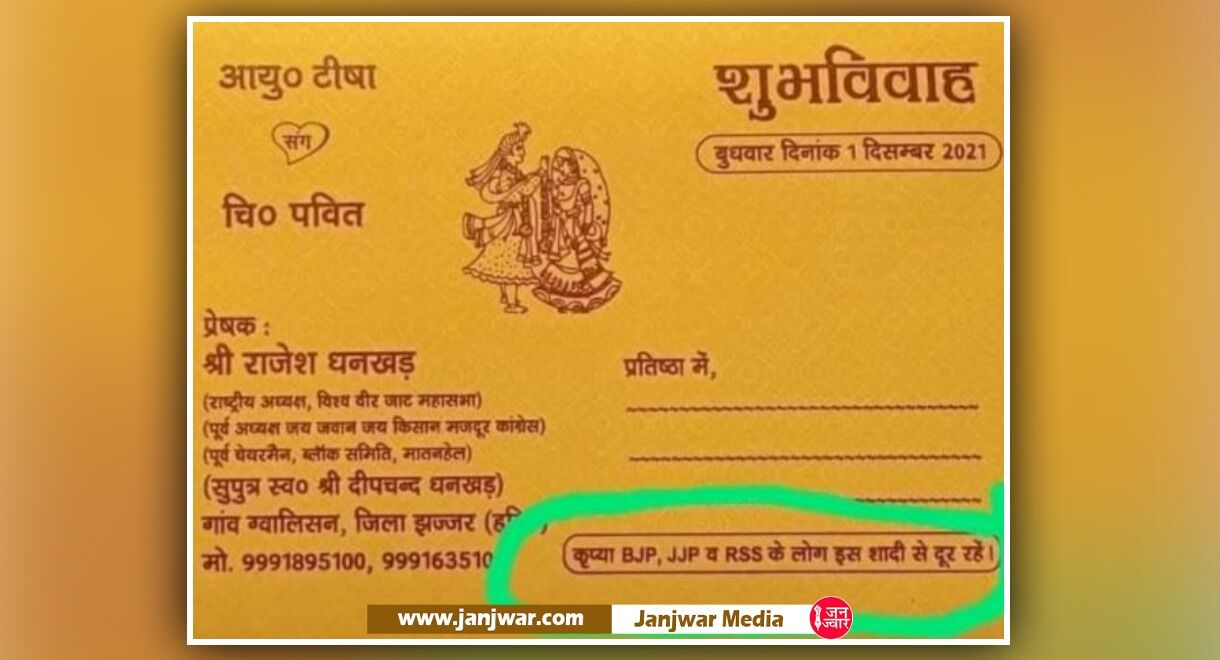 आयु० टीषा
संग
चि० पवित
शुभविवाह
बुधवार दिनांक 1 दिसम्बर 2021
प्रेषक :
श्री राजेश धनखड़
(राष्ट्रीय अध्यक्ष, विश्व वीर जाट महासभा)
(पूर्व अध्यक्ष जय जवान जय किसान मजदूर कांग्रेस)
(पूर्व चेयरमैन, ब्लॉक समिति, मातनहेल)
(सुपुत्र स्व० श्री दीपचन्द धनखड़)
गांव ग्वालिसन, जिला झज्जर
मो. 9991895100,
प्रतिष्ठा में,
कृप्या BJP, JJP व RSS के लोग इस शादी से दूर रहें।
www.janjwar.com
Janjwar Media
जन
ज्वार